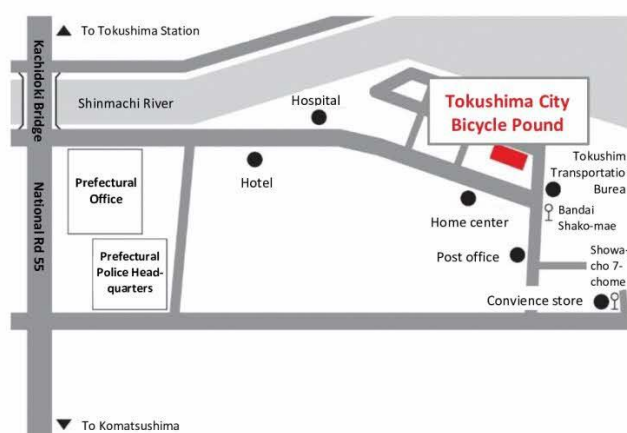 ▲ To Tokushima Station
Kachidoki Bridge
Shinmachi River
Hospital
Tokushima City
Bicycle Pound
Hotel
Tokushim
Transportatio
Burea
National Rd 55
Prefectural
Office
Home center
Bandai
Shako-mae
Prefectural
Police Head-
quarters
Post office
Showa-
cho 7-
chome
Convience store
▼ To Komatsushima